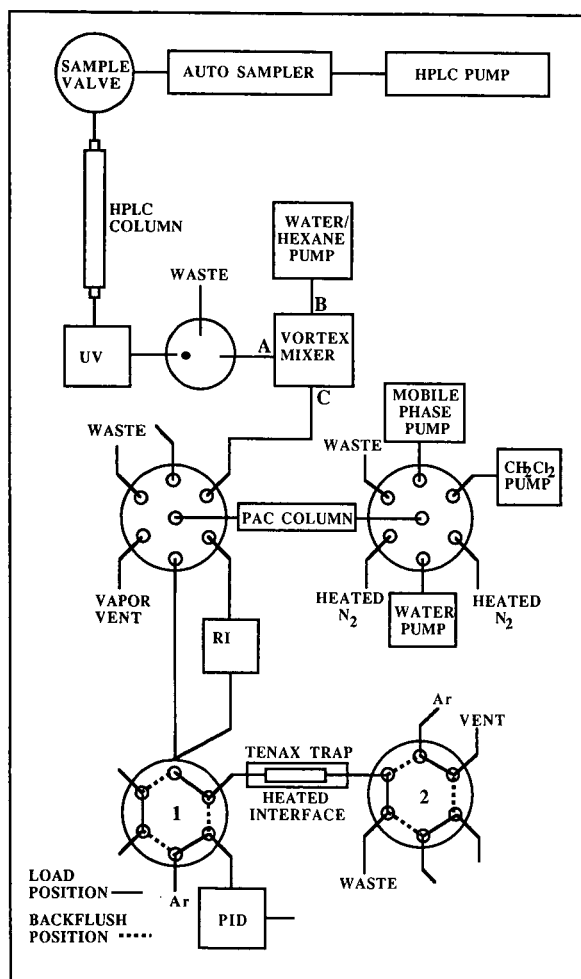 SAMPLE
VALVE
AUTO SAMPLER
HPLC PUMP
HPLC
COLUMN
WATER/
HEXANE
PUMP
WASTE
B
UV
A
VORTEX
MIXER
C
MOBILE
PHASE
PUMP
WASTE
WASTE
CH2Cl2
PUMP
PAC COLUMN
VAPOR
VENT
HEATED
N2
WATER
PUMP
HEATED
N2
RI
Ar
VENT
TENAX TRAP
HEATED
INTERFACE
1
2
LOAD
POSITION
Ar
WASTE
PID
BACKFLUSH
POSITION